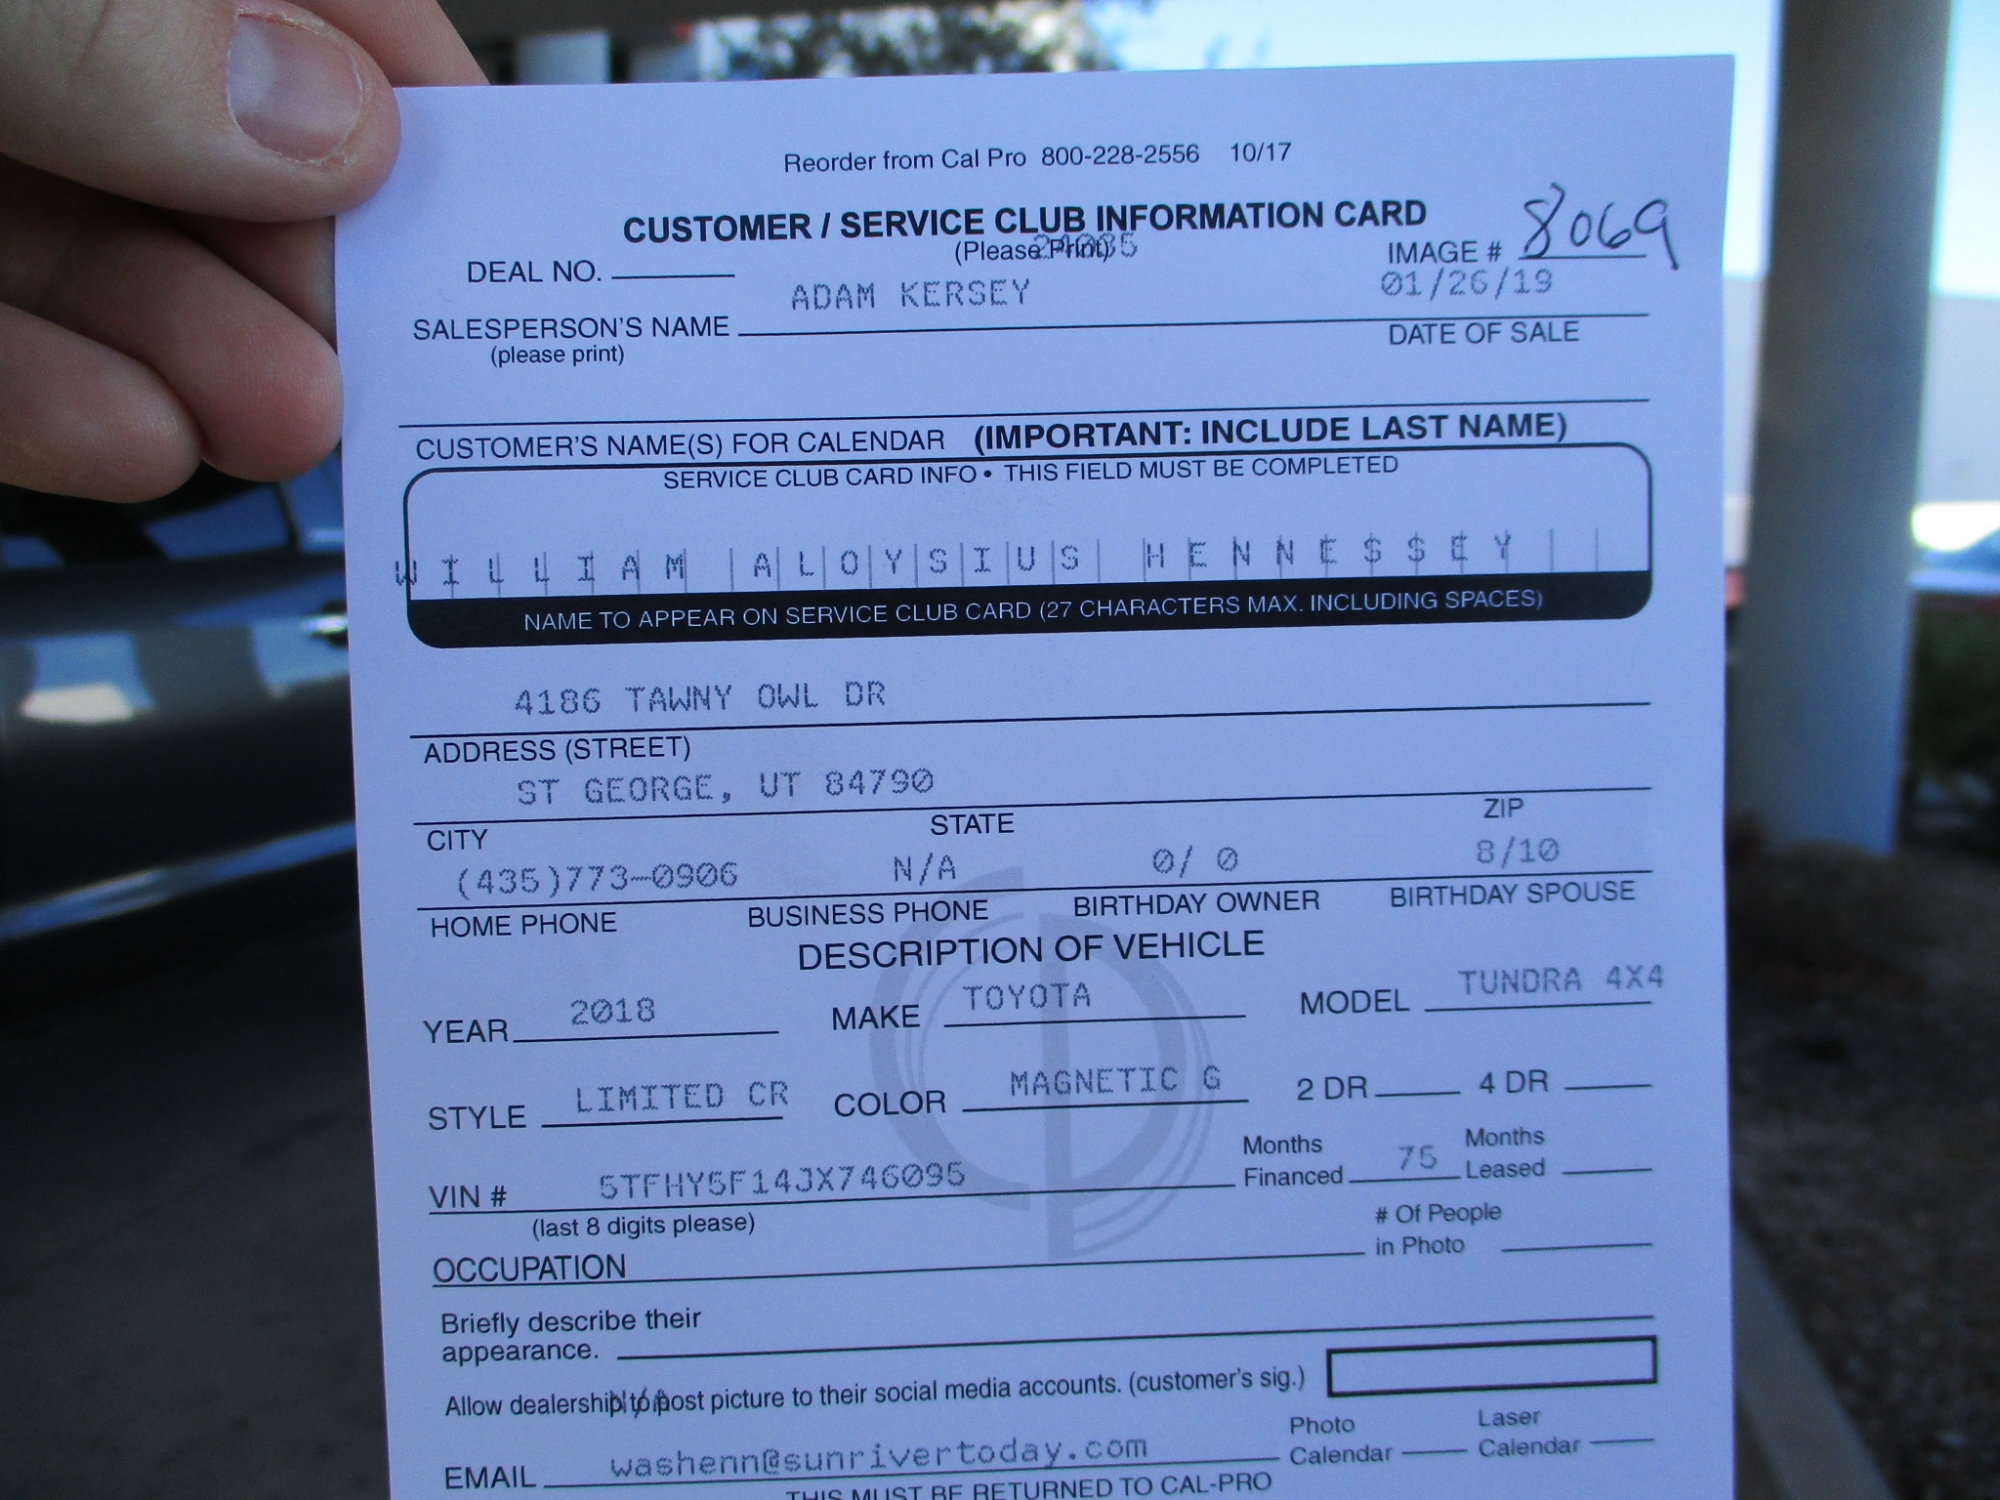 Reorder from Cal Pro 800-228-2556 10/17
CUSTOMER / SERVICE CLUB INFORMATION CARD
(Please Print)
DEAL NO. IMAGE # 8069
ADAM KERSEY 01/26/19
SALESPERSON'S NAME DATE OF SALE
(please print)
CUSTOMER'S NAME(S) FOR CALENDAR (IMPORTANT: INCLUDE LAST NAME)
SERVICE CLUB CARD INFO • THIS FIELD MUST BE COMPLETED
WILLIAM ALOYSIUS HENNESSEY
NAME TO APPEAR ON SERVICE CLUB CARD (27 CHARACTERS MAX. INCLUDING SPACES)
4186 TAWNY OWL DR
ADDRESS (STREET)
ST GEORGE, UT 84790
CITY STATE ZIP
(435)773-0906 N/A 0/ 0 8/10
HOME PHONE BUSINESS PHONE BIRTHDAY OWNER BIRTHDAY SPOUSE
DESCRIPTION OF VEHICLE
YEAR 2018 MAKE TOYOTA MODEL TUNDRA 4X4
STYLE LIMITED CR COLOR MAGNETIC G 2 DR 4 DR
VIN # 5TFHY5F14JX746095 Months Financed 75 Months Leased
(last 8 digits please)
OCCUPATION # Of People in Photo
Briefly describe their
appearance.
Allow dealership to post picture to their social media accounts. (customer's sig.)
EMAIL washenn@sunrivertoday.com Photo Calendar Laser Calendar
THIS MUST BE RETURNED TO CAL-PRO